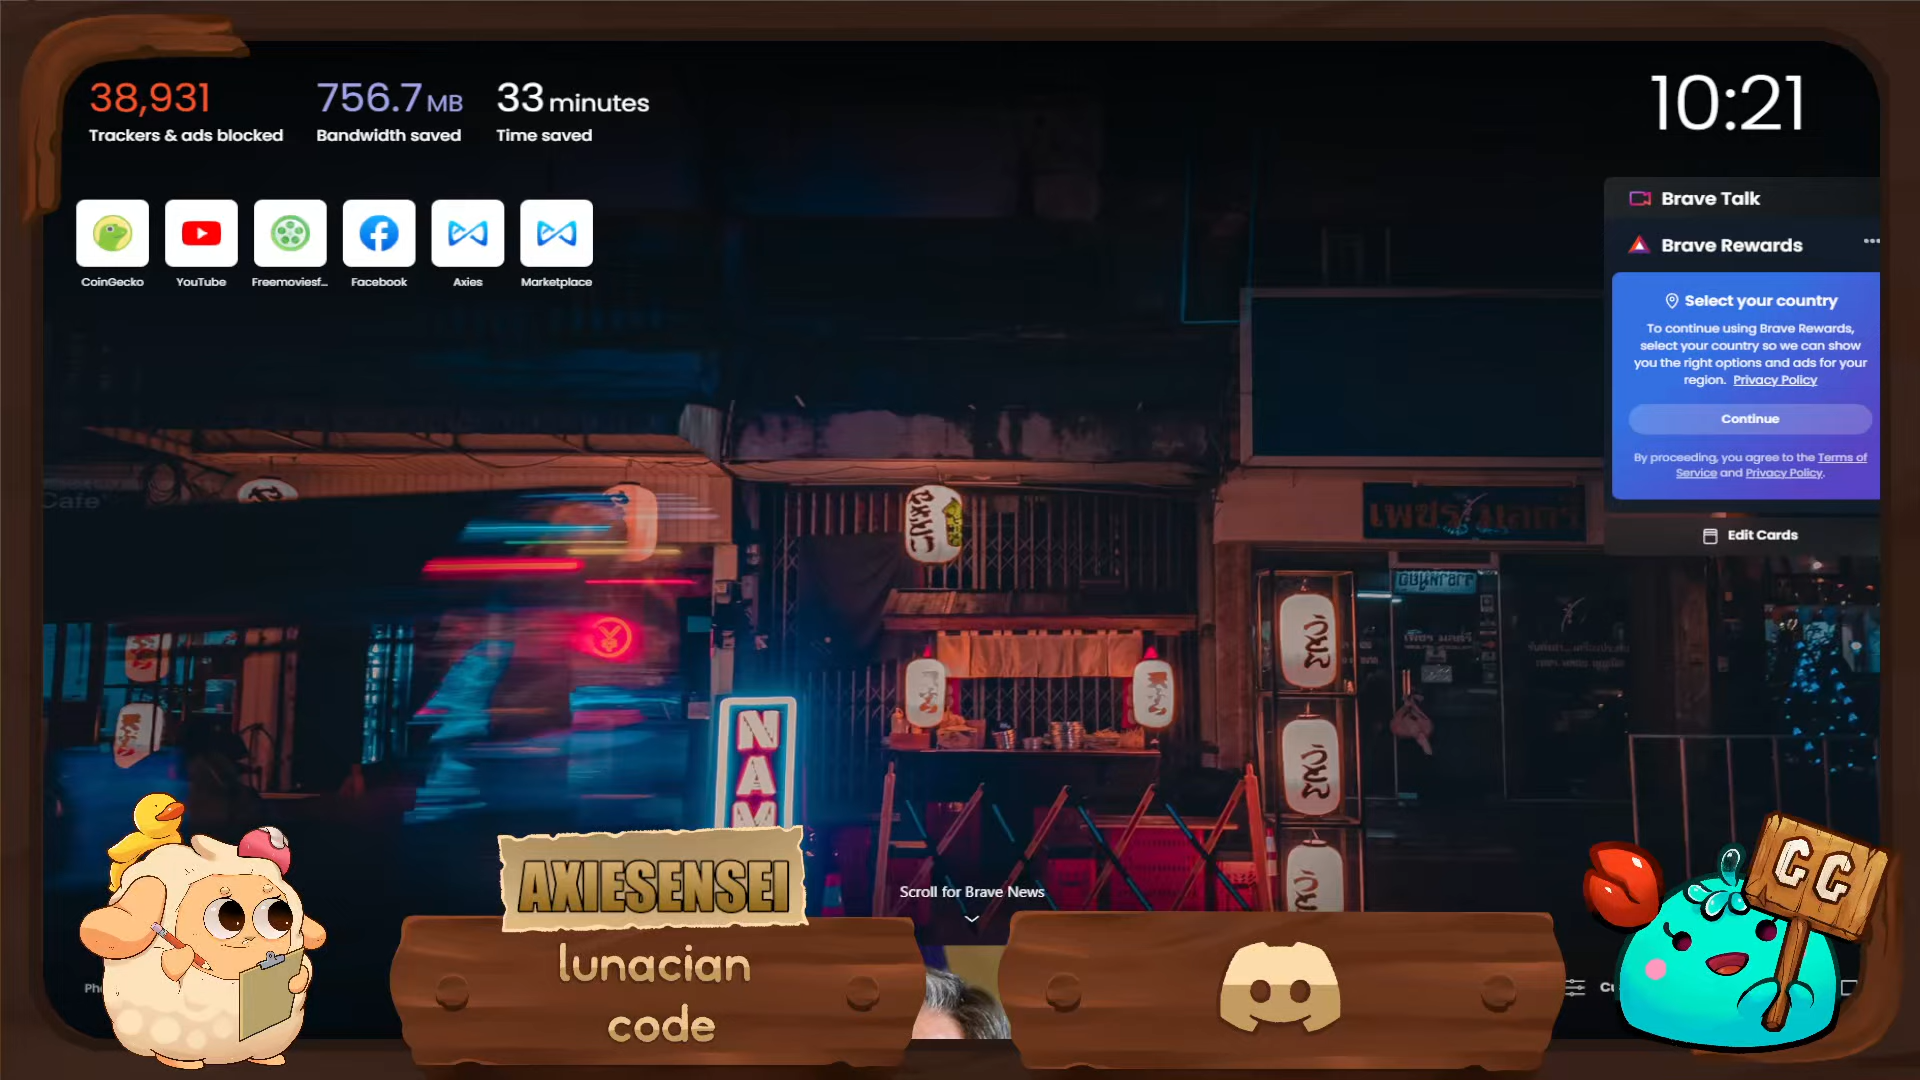 38,931
Trackers & ads blocked
756.7 MB
Bandwidth saved
33 minutes
Time saved
10:21
CoinGecko
YouTube
Freemoviesf...
Facebook
Axies
Marketplace
Brave Talk
Brave Rewards
Select your country
To continue using Brave Rewards,
select your country so we can show
you the right options and ads for your
region. Privacy Policy
Continue
By proceeding, you agree to the Terms of
Service and Privacy Policy.
Edit Cards
Cafe
NAM
AXIESENSEI
lunacian
code
Scroll for Brave News
CC